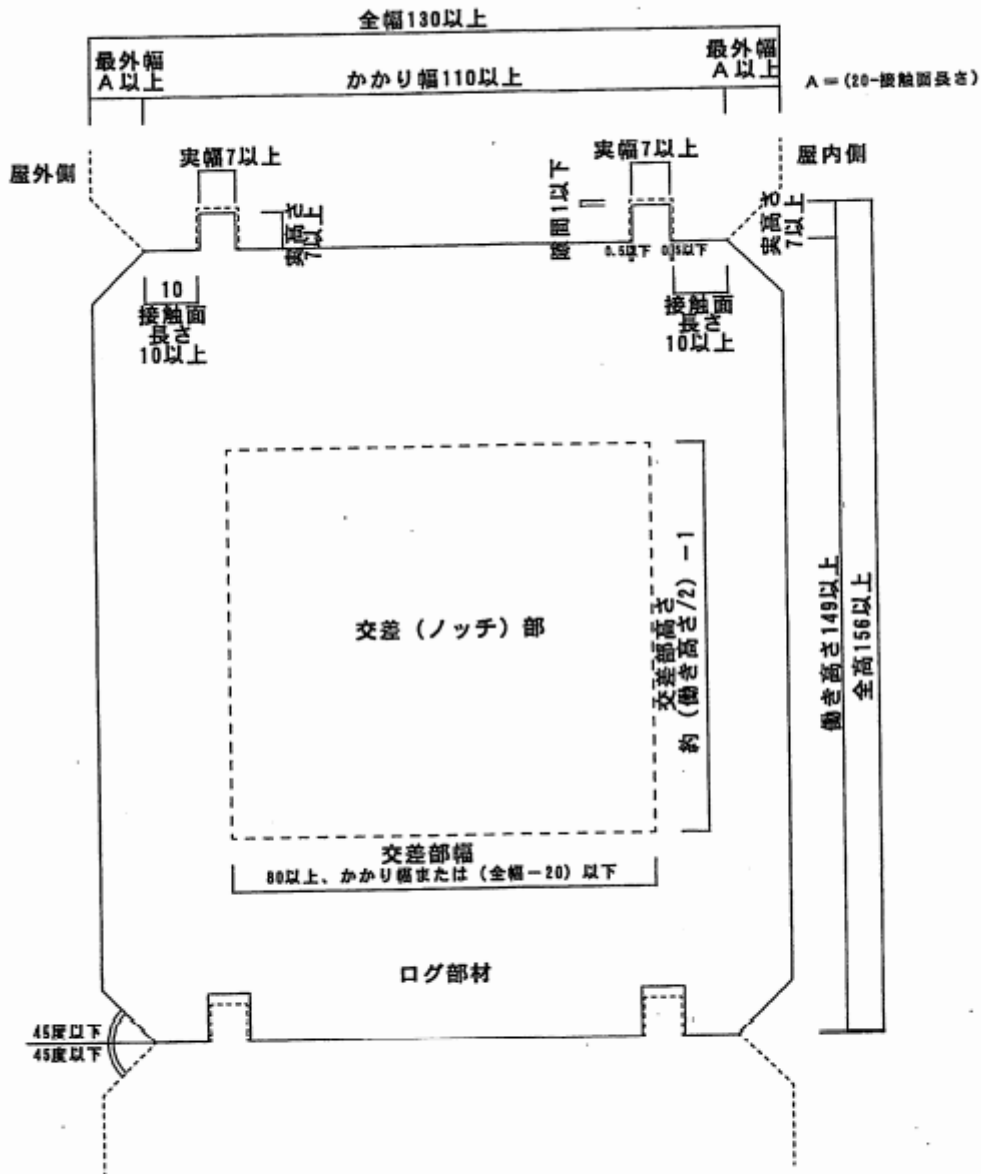 全幅130以上
最外幅
A以上
かかり幅110以上
最外幅
A以上
A=(20-接触面長さ)
屋外側
実幅7以上
実高さ
7以上
隙間1以下
実幅7以上
屋内側
実高さ
7以上
0.5以下
0.5以下
10
接触面
長さ
10以上
接触面
長さ
10以上
交差(ノッチ)部
交差部高さ
約(働き高さ/2)-1
働き高さ149以上
全高156以上
交差部幅
80以上、かかり幅または(全幅-20)以下
ログ部材
45度以下
45度以下